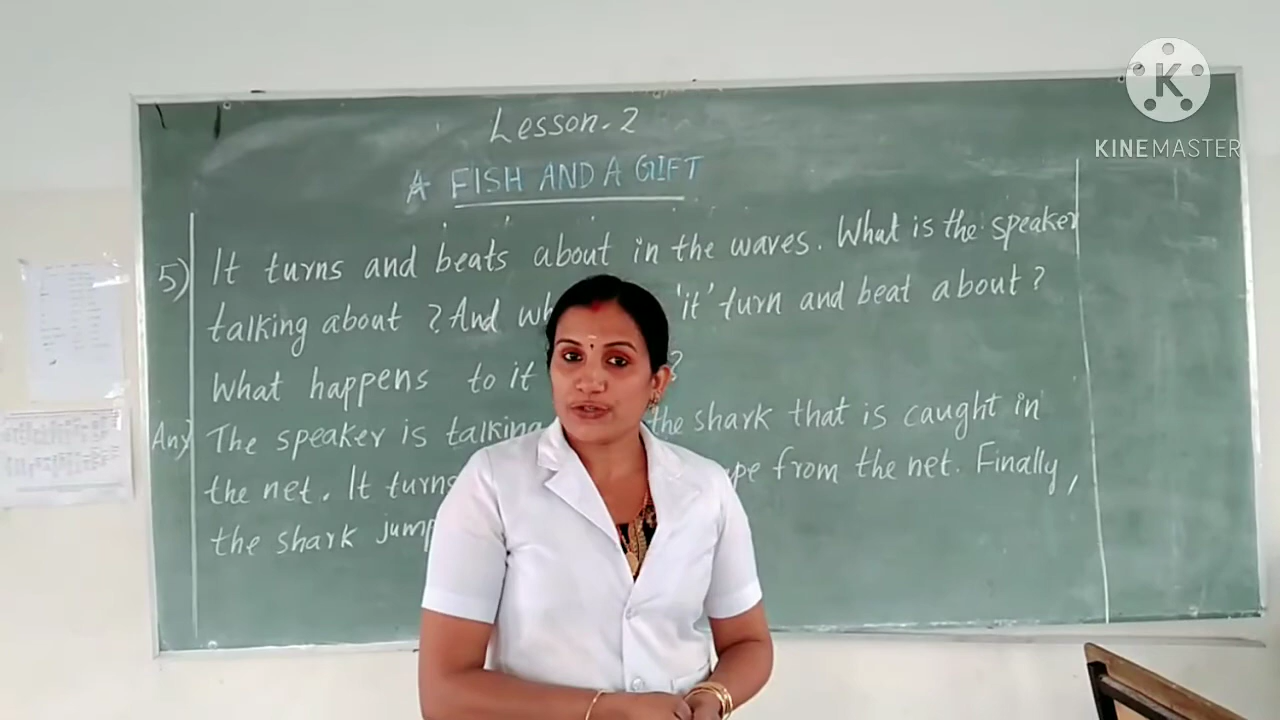 Lesson-2
A FISH AND A GIFT
5) It turns and beats about in the waves. What is the speaker
talking about? And 'it' turn and beat about?
What happens to it ?
Ans) The speaker is talking the shark that is caught in
the net. It turns from the net. Finally,
the shark jump
K
KINEMASTER